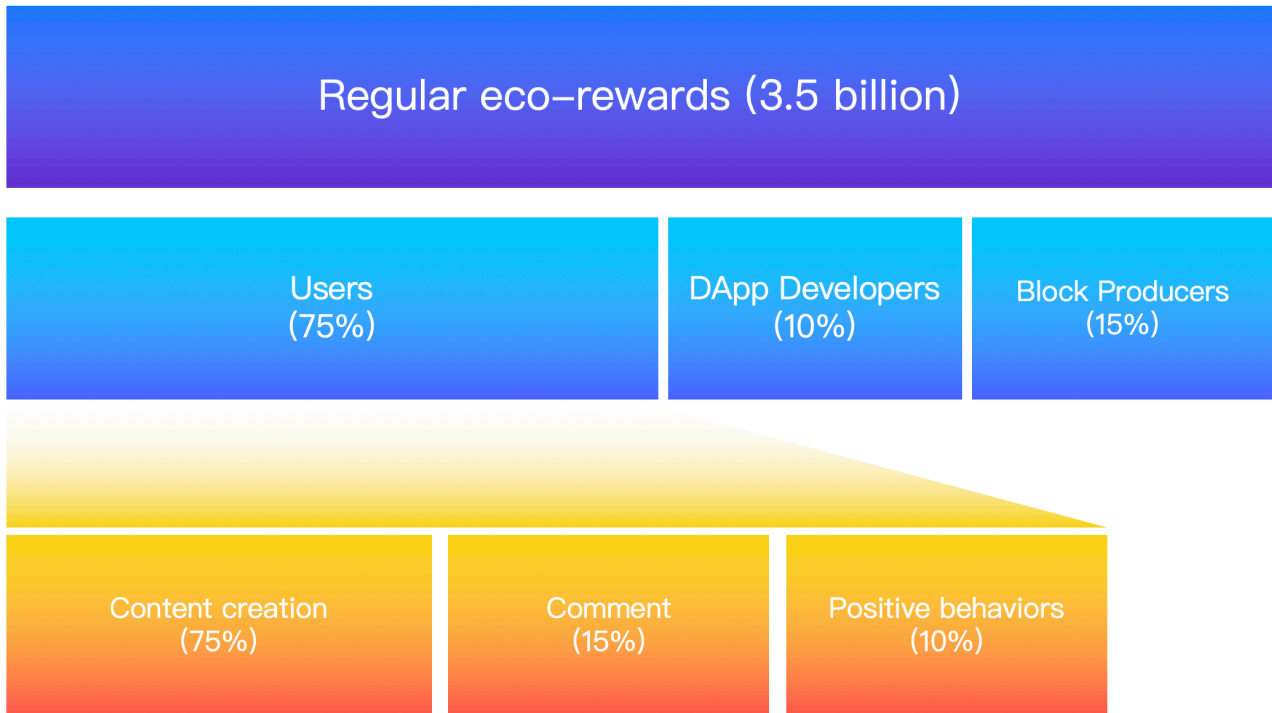 Regular eco–rewards (3.5 billion)
Users
(75%)
DApp Developers
(10%)
Block Producers
(15%)
Content creation
(75%)
Comment
(15%)
Positive behaviors
(10%)